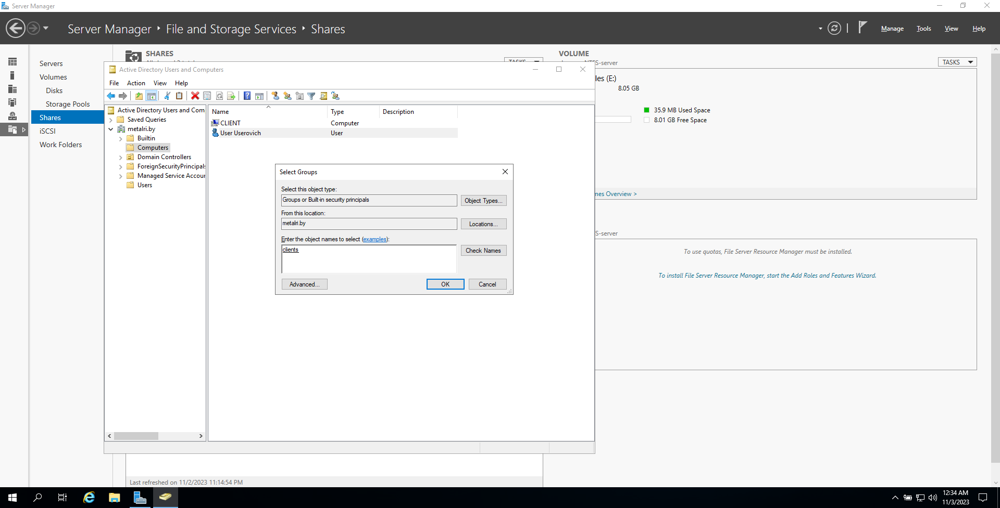 Server Manager
Server Manager ‣ File and Storage Services ‣ Shares
Manage
Tools
View
Help
Servers
Volumes
Disks
Storage Pools
Shares
iSCSI
Work Folders
SHARES
TASKS
VOLUME
NTFS-server
TASKS
les (E:)
8.05 GB
35.9 MB Used Space
8.01 GB Free Space
mes Overview >
S-server
To use quotas, File Server Resource Manager must be installed.
To install File Server Resource Manager, start the Add Roles and Features Wizard.
Active Directory Users and Computers
File
Action
View
Help
Active Directory Users and Com
Saved Queries
metalri.by
Builtin
Computers
Domain Controllers
ForeignSecurityPrincipals
Managed Service Accour
Users
Name
Type
Description
CLIENT
Computer
User Userovich
User
Select Groups
Select this object type:
Groups or Built-in security principals
Object Types...
From this location:
metalri.by
Locations...
Enter the object names to select (examples):
clients
Check Names
Advanced...
OK
Cancel
Last refreshed on 11/2/2023 11:14:54 PM
12:34 AM
11/3/2023